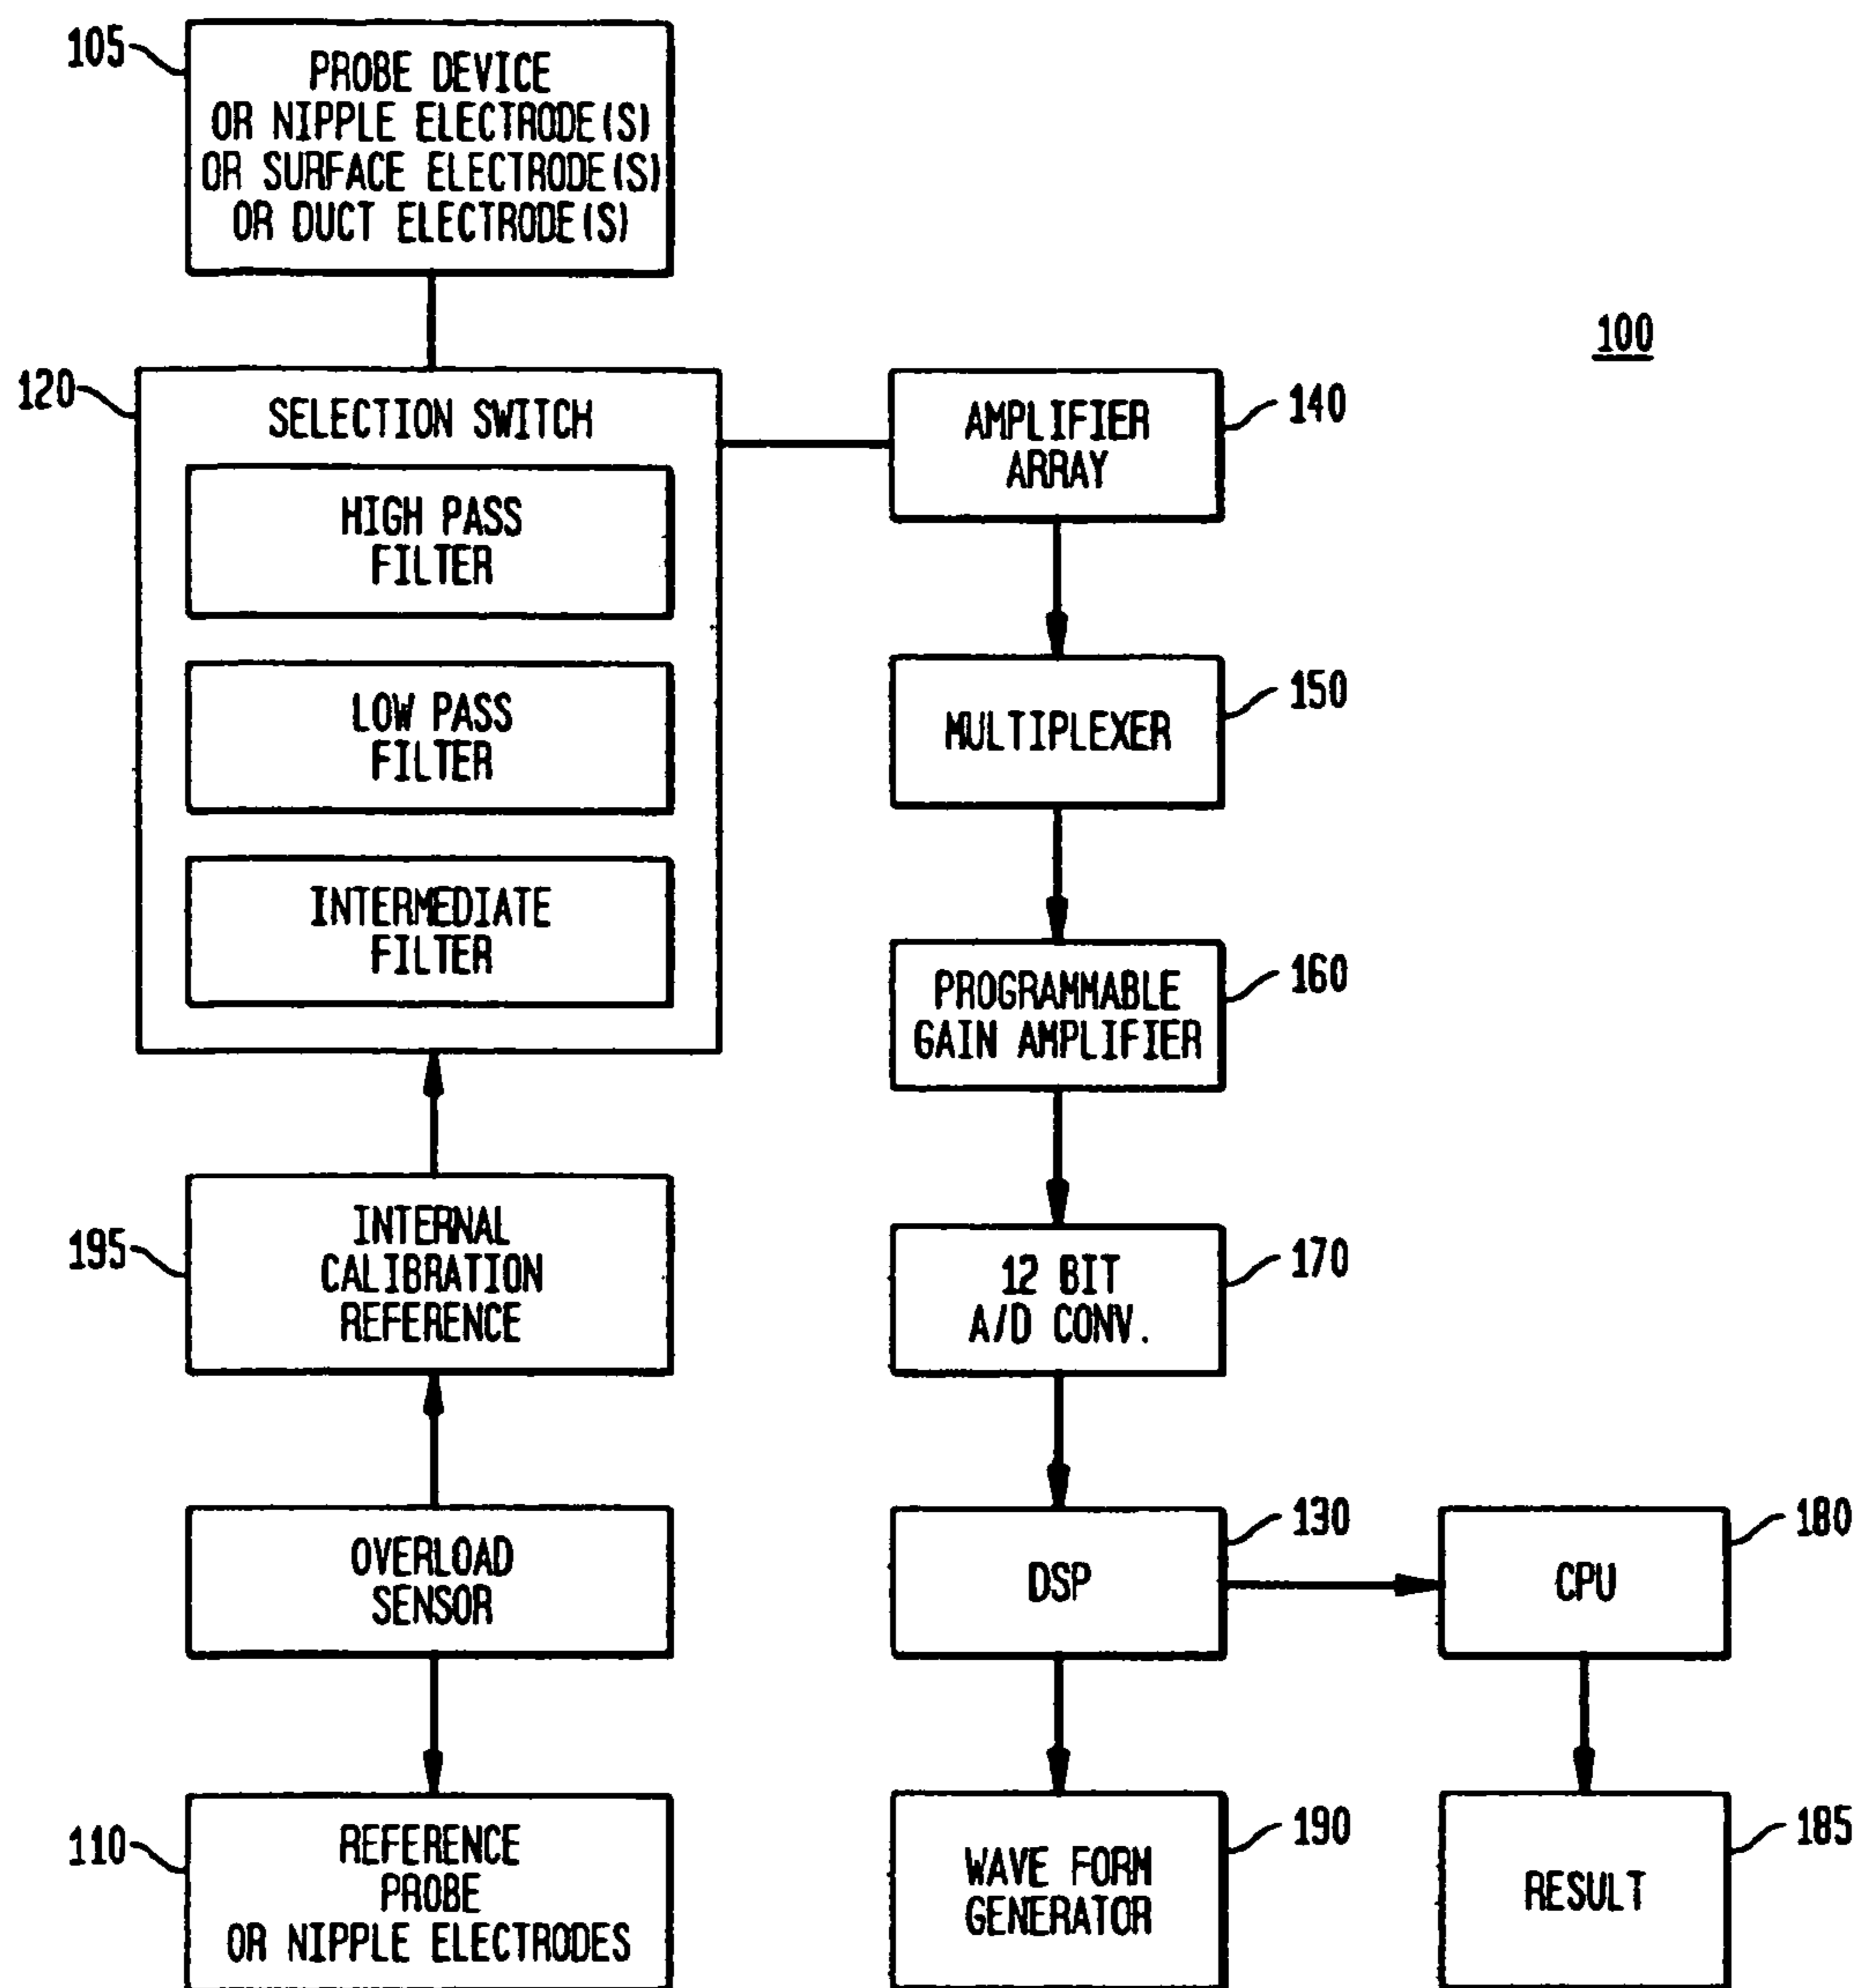 105
PROBE DEVICE
OR NIPPLE ELECTRODE(S)
OR SURFACE ELECTRODE(S)
OR DUCT ELECTRODE(S)
100
120
SELECTION SWITCH
HIGH PASS
FILTER
LOW PASS
FILTER
INTERMEDIATE
FILTER
AMPLIFIER
ARRAY
140
MULTIPLEXER
150
PROGRAMMABLE
GAIN AMPLIFIER
160
195
INTERNAL
CALIBRATION
REFERENCE
12 BIT
A/D CONV.
170
OVERLOAD
SENSOR
DSP
130
CPU
180
110
REFERENCE
PROBE
OR NIPPLE ELECTRODES
WAVE FORM
GENERATOR
190
RESULT
185